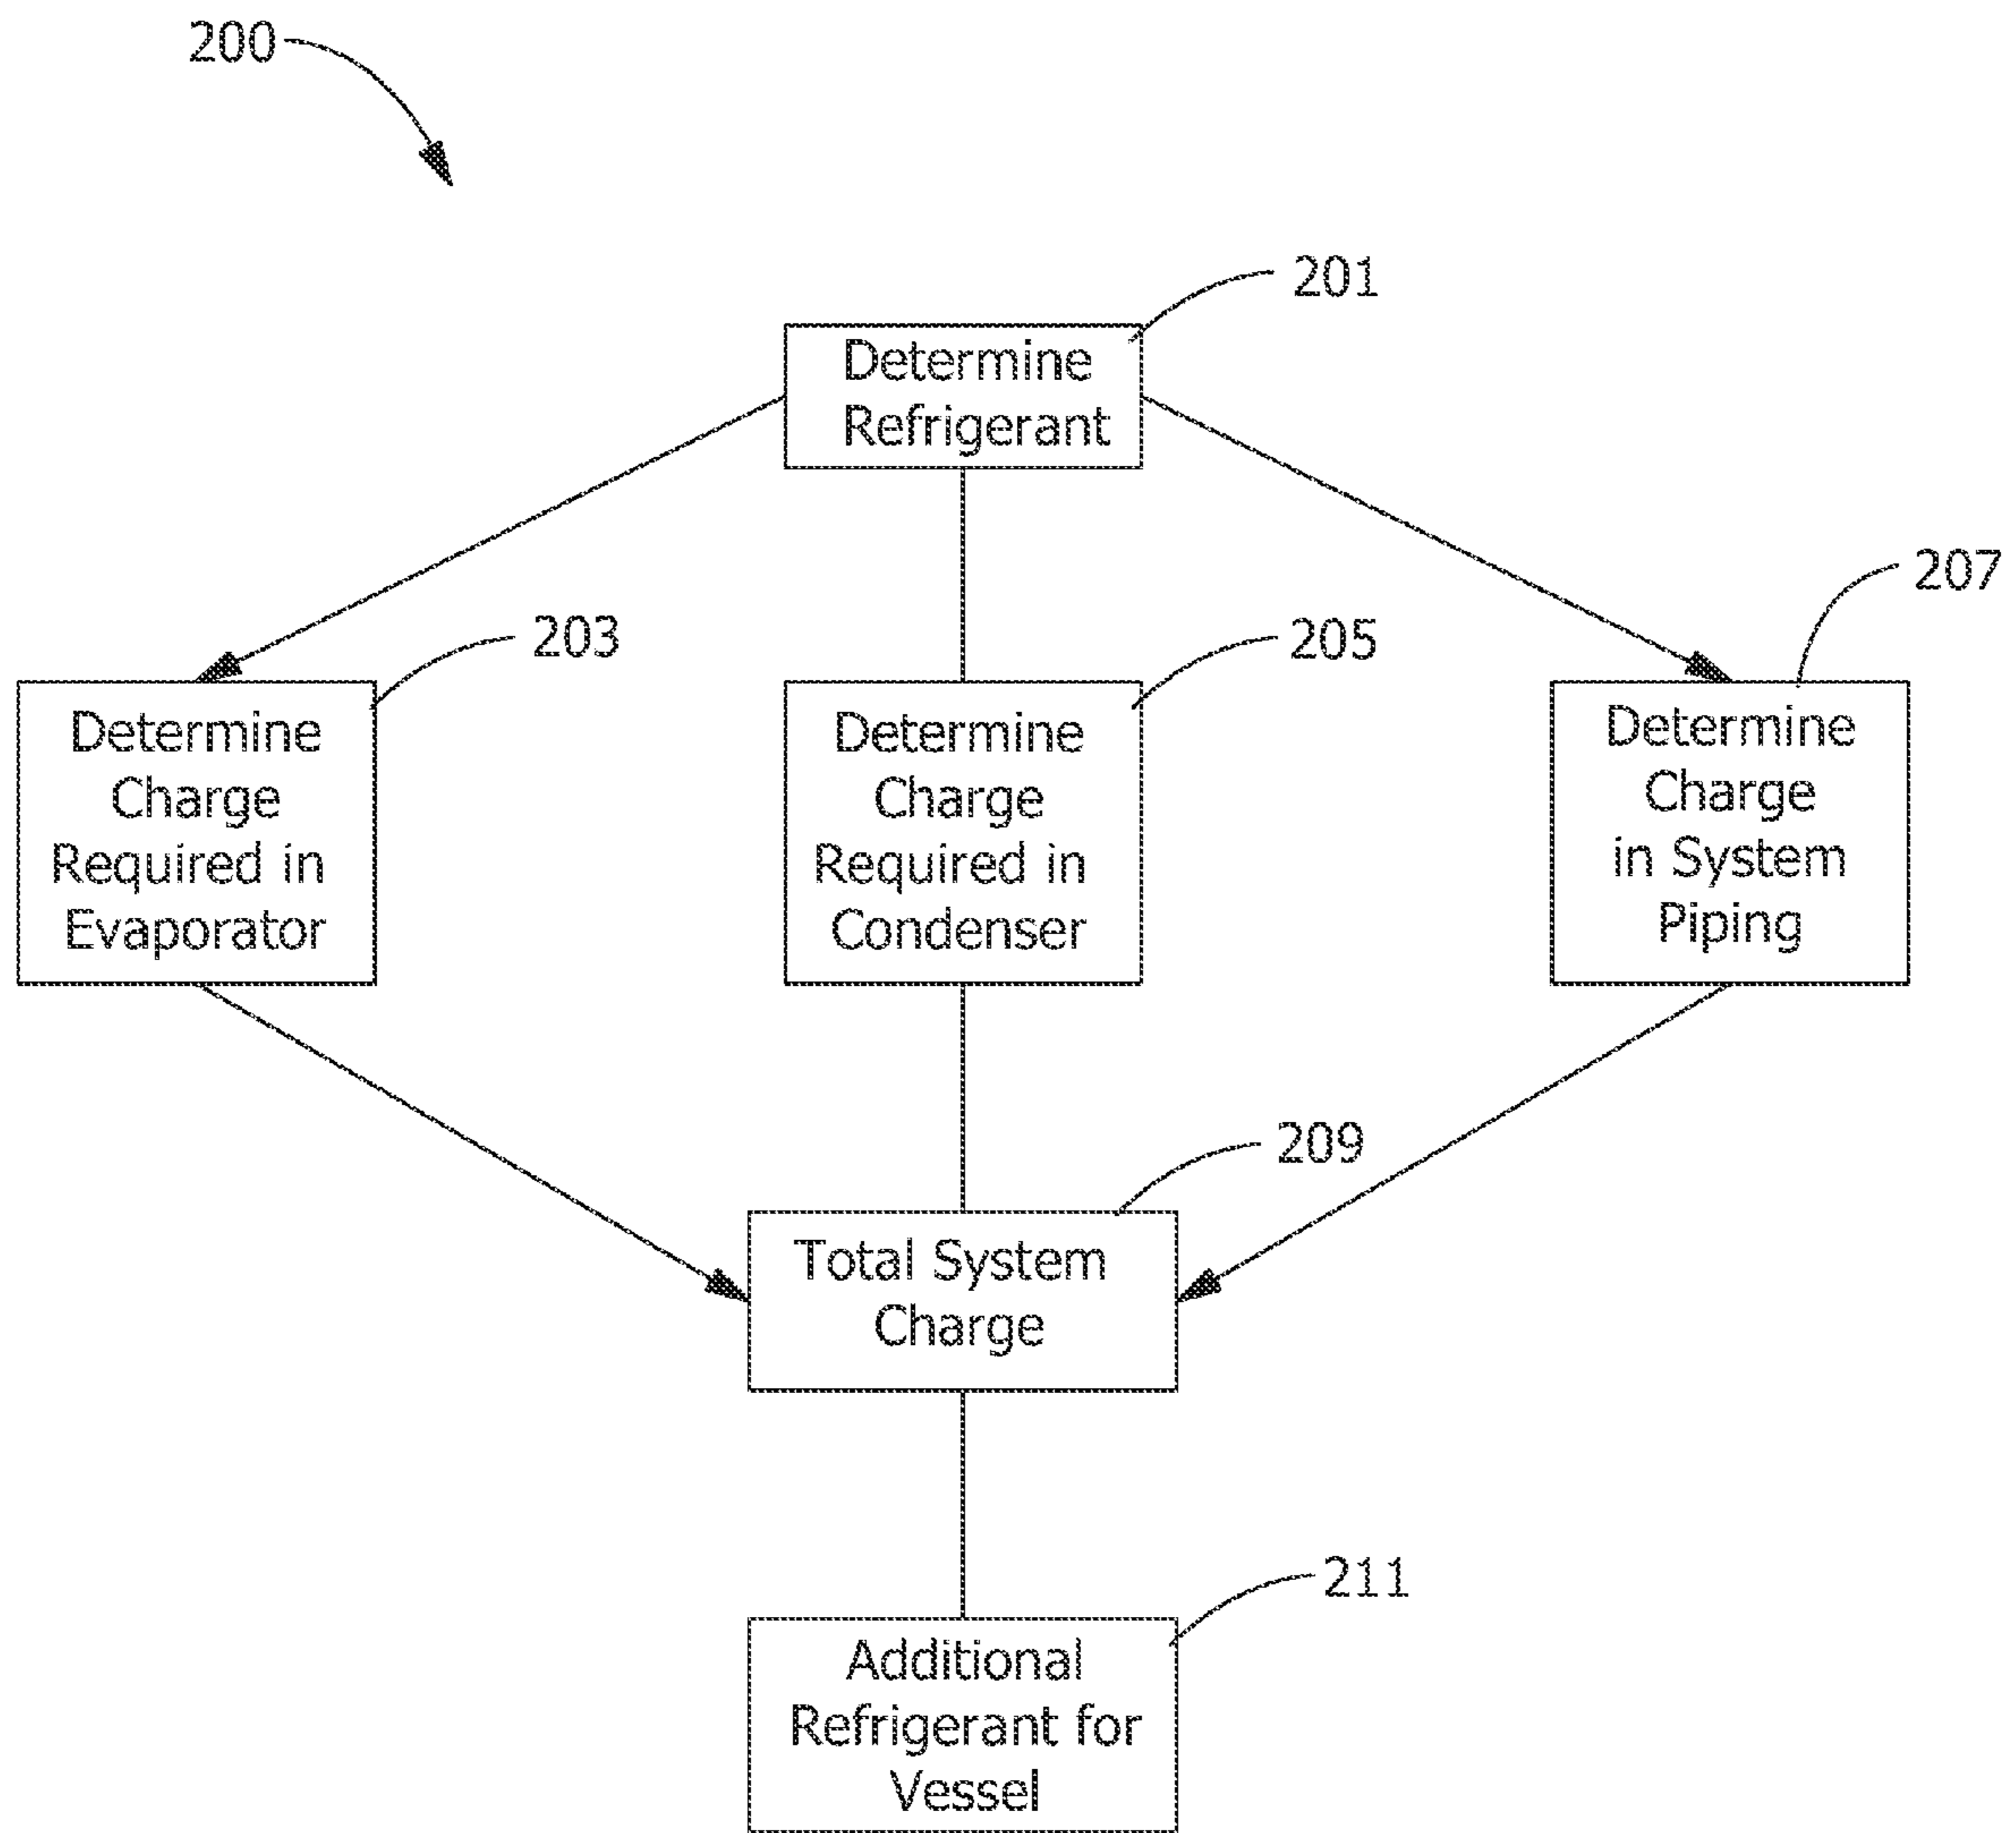 200
201
Determine
Refrigerant
203
205
207
Determine
Charge
Required in
Evaporator
Determine
Charge
Required in
Condenser
Determine
Charge
in System
Piping
209
Total System
Charge
211
Additional
Refrigerant for
Vessel